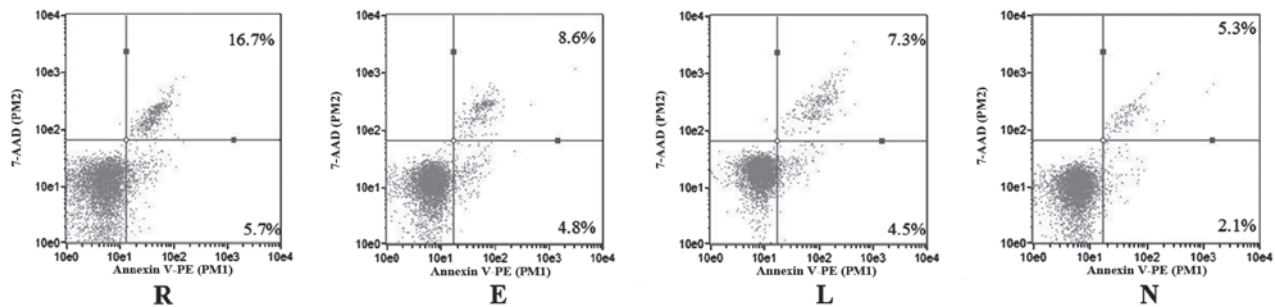 10e4
16.7%
10e3
10e2
10e1
5.7%
10e0
7-AAD (PM2)
10e0 10e1 10e2 10e3 10e4
Annexin V-PE (PM1)
R
10e4
8.6%
10e3
10e2
10e1
4.8%
10e0
7-AAD (PM2)
10e0 10e1 10e2 10e3 10e4
Annexin V-PE (PM1)
E
10e4
7.3%
10e3
10e2
10e1
4.5%
10e0
7-AAD (PM2)
10e0 10e1 10e2 10e3 10e4
Annexin V-PE (PM1)
L
10e4
5.3%
10e3
10e2
10e1
2.1%
10e0
7-AAD (PM2)
10e0 10e1 10e2 10e3 10e4
Annexin V-PE (PM1)
N